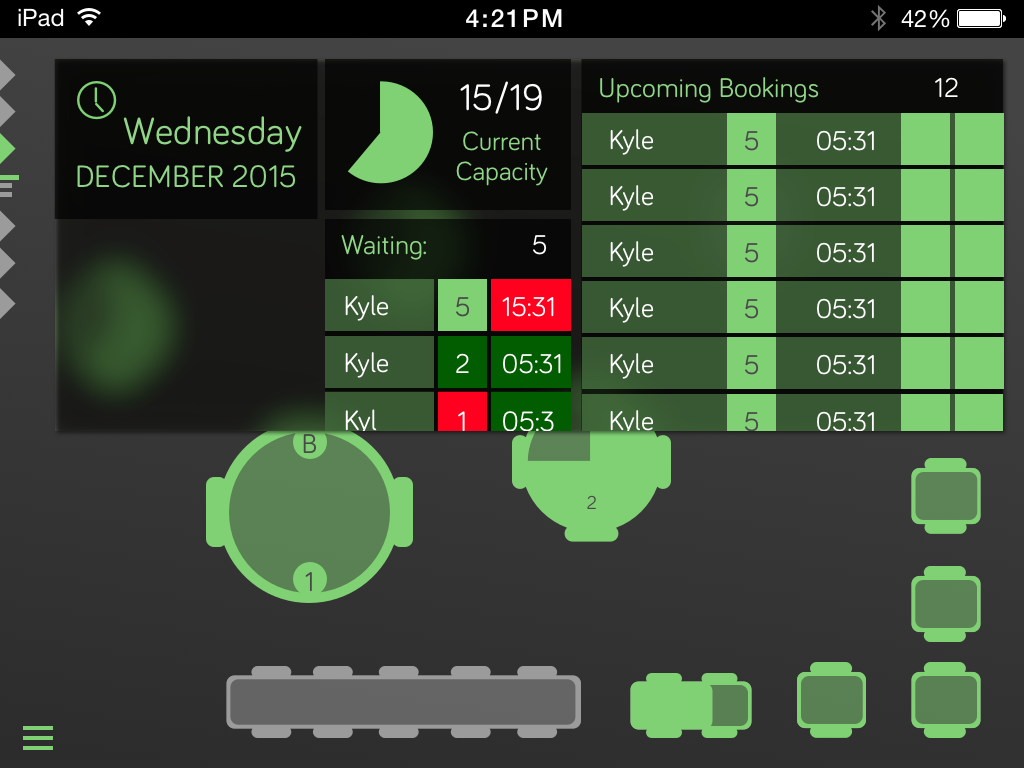 iPad 4:21PM 42%
Wednesday
DECEMBER 2015
15/19
Current
Capacity
Waiting: 5
Kyle 5 15:31
Kyle 2 05:31
Kyl 1 05:3
Upcoming Bookings 12
Kyle 5 05:31
Kyle 5 05:31
Kyle 5 05:31
Kyle 5 05:31
Kyle 5 05:31
Kyle 5 05:31
B
1
2